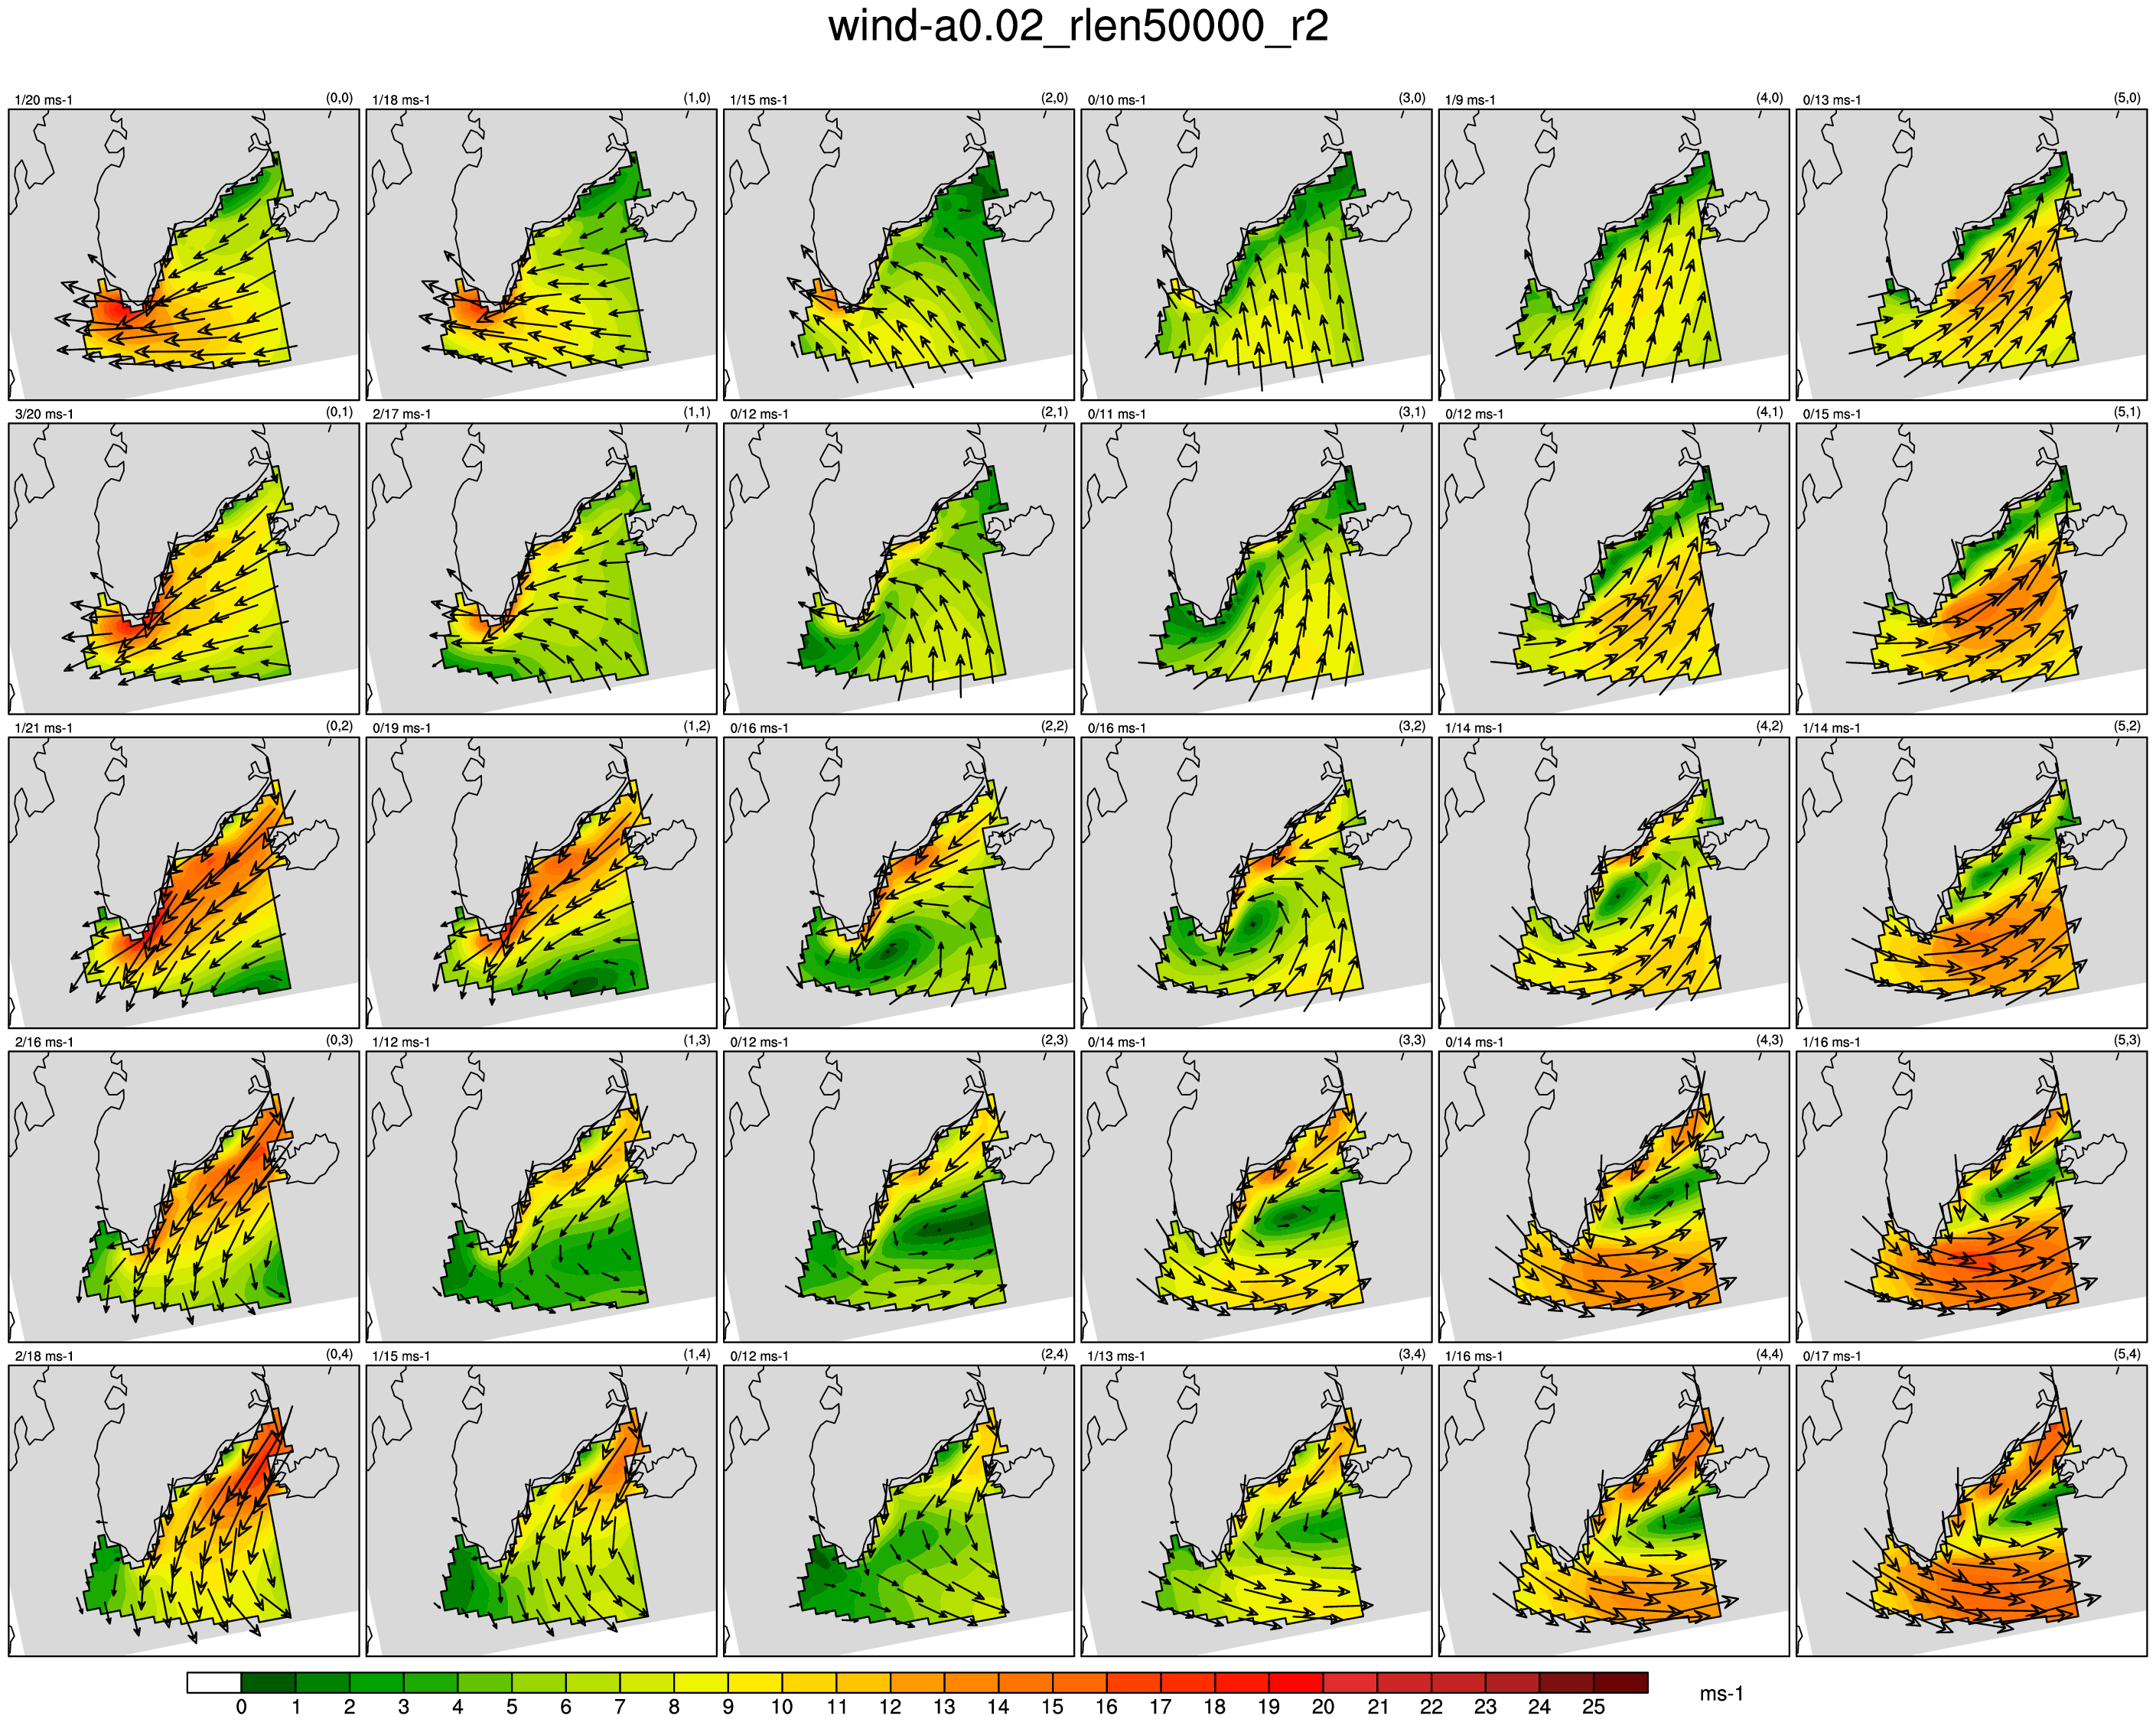 wind-a0.02_rlen50000_r2
1/20 ms-1 (0,0) 1/18 ms-1 (1,0) 1/15 ms-1 (2,0) 0/10 ms-1 (3,0) 1/9 ms-1 (4,0) 0/13 ms-1 (5,0)
3/20 ms-1 (0,1) 2/17 ms-1 (1,1) 0/12 ms-1 (2,1) 0/11 ms-1 (3,1) 0/12 ms-1 (4,1) 0/15 ms-1 (5,1)
1/21 ms-1 (0,2) 0/19 ms-1 (1,2) 0/16 ms-1 (2,2) 0/16 ms-1 (3,2) 1/14 ms-1 (4,2) 1/14 ms-1 (5,2)
2/16 ms-1 (0,3) 1/12 ms-1 (1,3) 0/12 ms-1 (2,3) 0/14 ms-1 (3,3) 0/14 ms-1 (4,3) 1/16 ms-1 (5,3)
2/18 ms-1 (0,4) 1/15 ms-1 (1,4) 0/12 ms-1 (2,4) 1/13 ms-1 (3,4) 1/16 ms-1 (4,4) 0/17 ms-1 (5,4)
0 1 2 3 4 5 6 7 8 9 10 11 12 13 14 15 16 17 18 19 20 21 22 23 24 25 ms-1